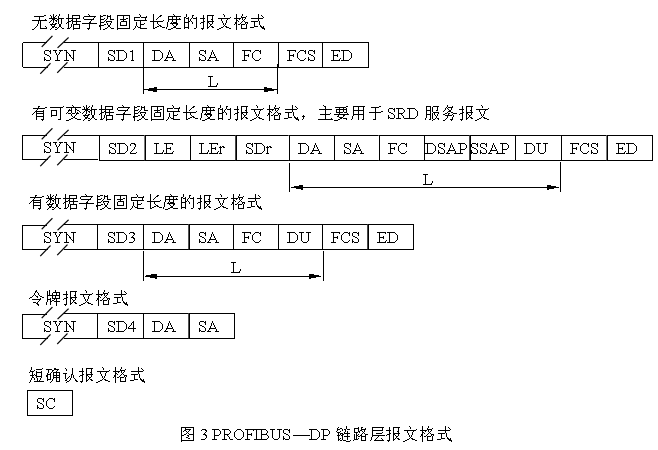 无数据字段固定长度的报文格式
SYN SD1 DA SA FC FCS ED
L
有可变数据字段固定长度的报文格式，主要用于SRD服务报文
SYN SD2 LE LEr SDr DA SA FC DSAP SSAP DU FCS ED
L
有数据字段固定长度的报文格式
SYN SD3 DA SA FC DU FCS ED
L
令牌报文格式
SYN SD4 DA SA
短确认报文格式
SC
图3 PROFIBUS—DP 链路层报文格式